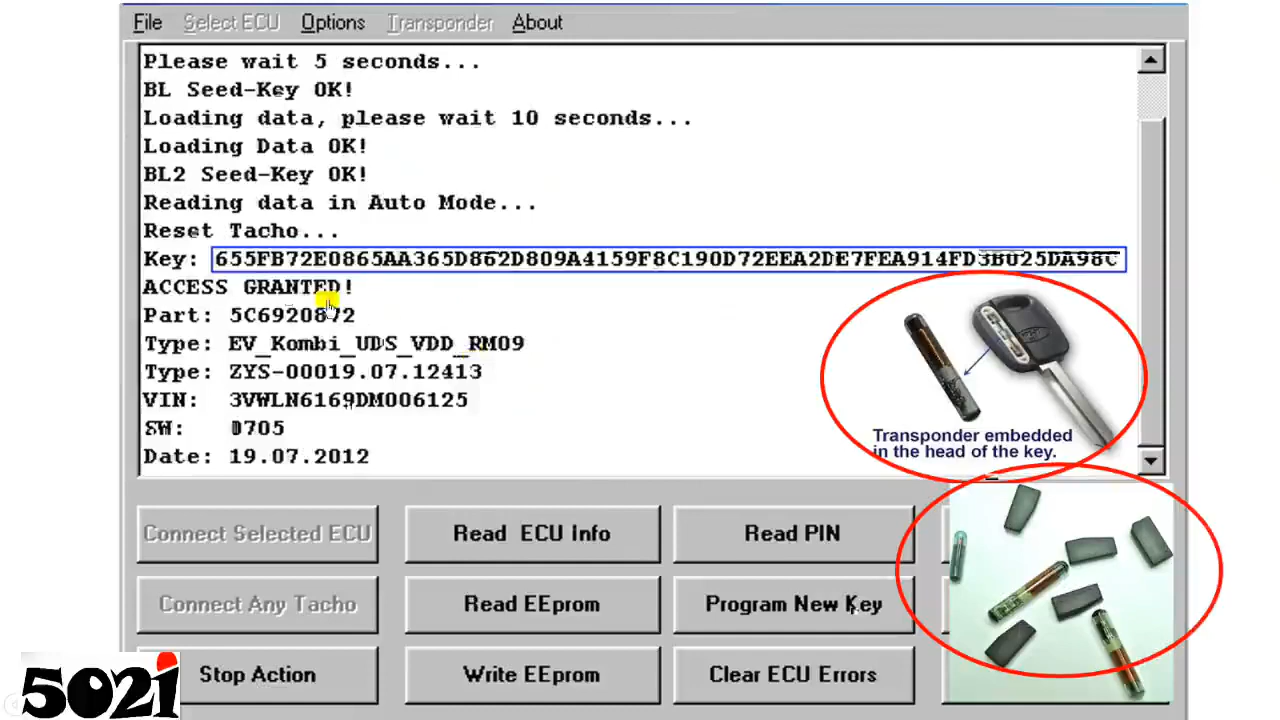 File Select ECU Options Transponder About
Please wait 5 seconds...
BL Seed-Key OK!
Loading data, please wait 10 seconds...
Loading Data OK!
BL2 Seed-Key OK!
Reading data in Auto Mode...
Reset Tacho...
Key: 655FB72E0865AA365D862D809A4159F8C190D72EEA2DE7FEA914FD3B025DA98C
ACCESS GRANTED!
Part: 5C6920872
Type: EV_Kombi_UDS_VDD_RM09
Type: ZYS-00019.07.12413
VIN: 3VWLN6169DM006125
SW: 0705
Date: 19.07.2012
Transponder embedded
in the head of the key.
Connect Selected ECU Read ECU Info Read PIN
Connect Any Tacho Read EEprom Program New Key
Stop Action Write EEprom Clear ECU Errors
502i